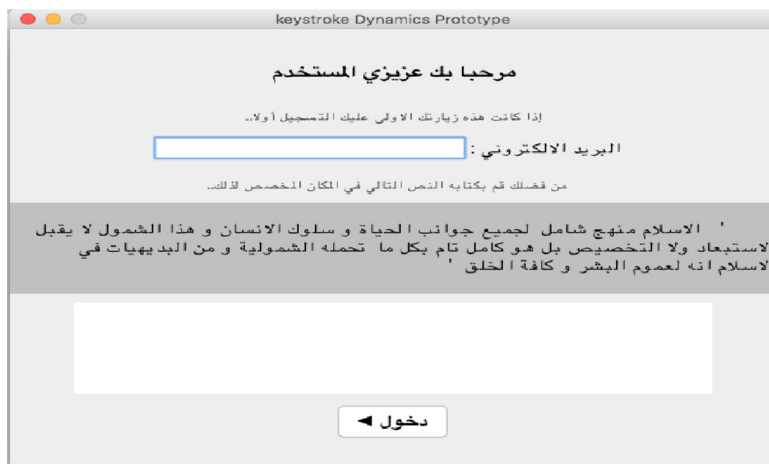 keystroke Dynamics Prototype
مرحبا بك عزيزي المستخدم
إذا كانت هذه زيارتك الاولى عليك التسجيل أولا..
البريد الالكتروني :
من فضلك قم بكتابه النص التالي في المكان المخصص لذلك..
' الاسلام منهج شامل لجميع جوانب الحياة و سلوك الانسان و هذا الشمول لا يقبل
لاستبعاد ولا التخصيص بل هو كامل تام بكل ما تحمله الشمولية و من البديهيات في
لاسلام انه لعموم البشر و كافة الخلق '
دخول ◄